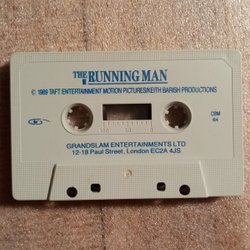 THE RUNNING MAN
© 1989 TAFT ENTERTAINMENT MOTION PICTURES/KEITH BARISH PRODUCTIONS
CBM
64
GRANDSLAM ENTERTAINMENTS LTD
12-18 Paul Street, London EC2A 4JS